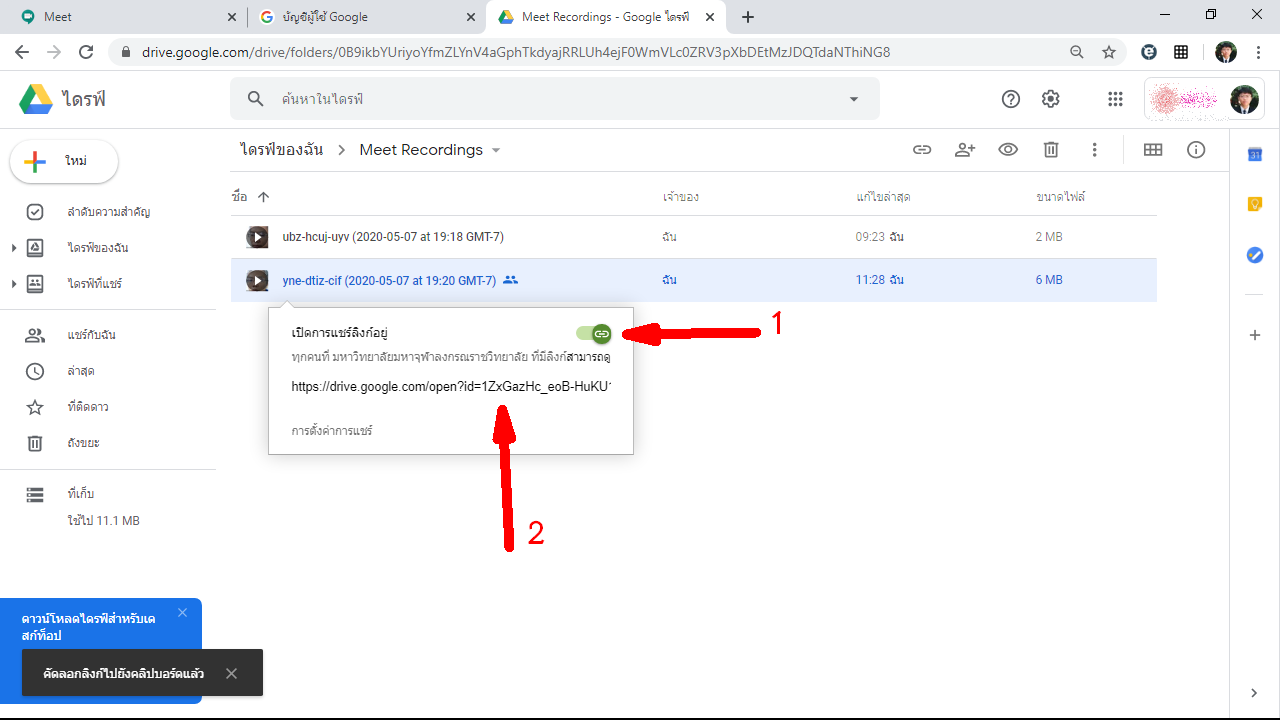 Meet
บัญชีผู้ใช้ Google
Meet Recordings - Google ไดรฟ์
drive.google.com/drive/folders/0B9ikbYUriyoYfmZLYnV4aGphTkdyajRRLUh4ejF0WmVLc0ZRV3pXbDEtMzJDQTdaNThiNG8
ไดรฟ์
ค้นหาในไดรฟ์
ใหม่
ไดรฟ์ของฉัน
Meet Recordings
31
ชื่อ
เจ้าของ
แก้ไขล่าสุด
ขนาดไฟล์
ลำดับความสำคัญ
ubz-hcuj-uyv (2020-05-07 at 19:18 GMT-7)
ฉัน
09:23 ฉัน
2 MB
ไดรฟ์ของฉัน
yne-dtiz-cif (2020-05-07 at 19:20 GMT-7)
ฉัน
11:28 ฉัน
6 MB
ไดรฟ์ที่แชร์
เปิดการแชร์ลิงก์อยู่
1
แชร์กับฉัน
ทุกคนที่ มหาวิทยาลัยมหาจุฬาลงกรณราชวิทยาลัย ที่มีลิงก์สามารถดู
ล่าสุด
https://drive.google.com/open?id=1ZxGazHc_eoB-HuKU
ที่ติดดาว
การตั้งค่าการแชร์
ถังขยะ
ที่เก็บ
ใช้ไป 11.1 MB
2
ดาวน์โหลดไดรฟ์สำหรับเด
สก์ท็อป
คัดลอกลิงก์ไปยังคลิปบอร์ดแล้ว